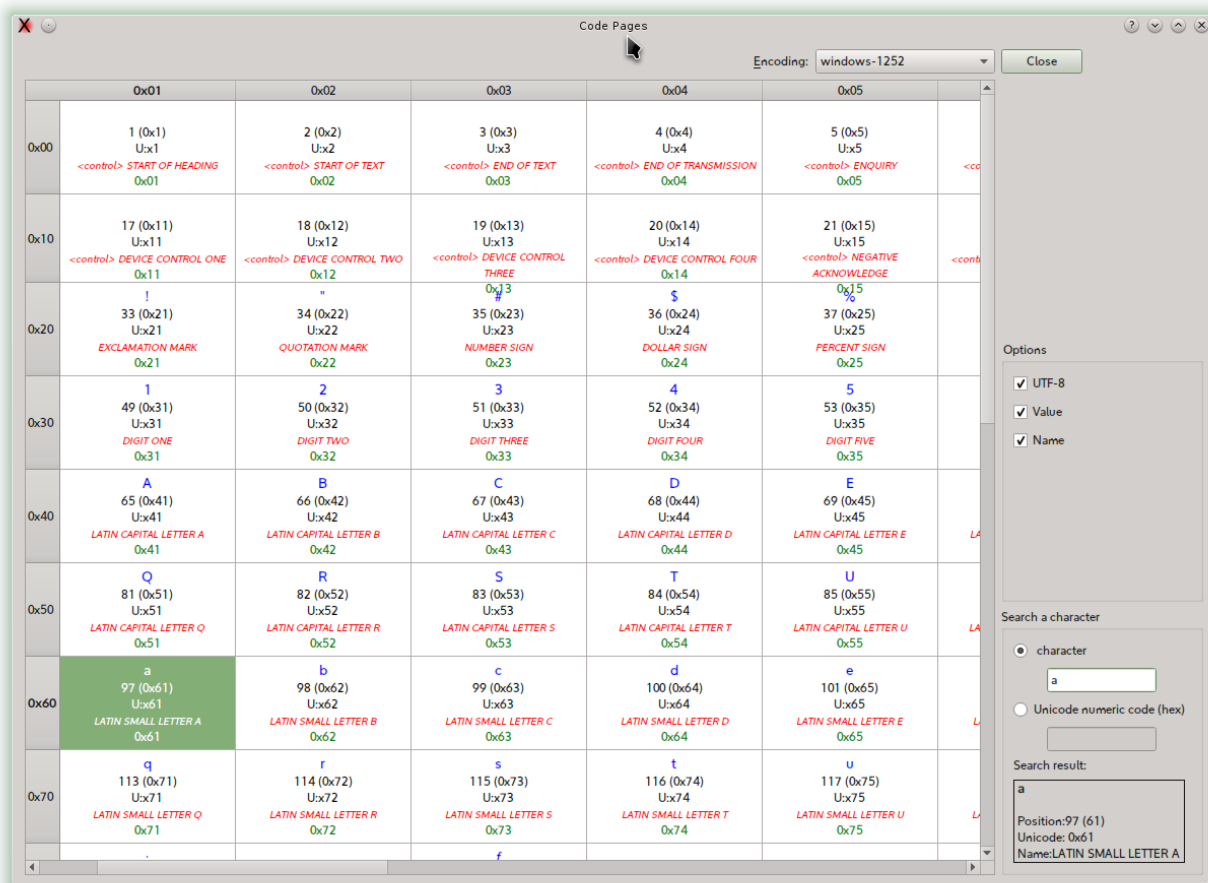 Code Pages
Encoding: windows-1252 Close
0x01 0x02 0x03 0x04 0x05
0x00
1 (0x1) 2 (0x2) 3 (0x3) 4 (0x4) 5 (0x5)
U:x1 U:x2 U:x3 U:x4 U:x5
<control> START OF HEADING <control> START OF TEXT <control> END OF TEXT <control> END OF TRANSMISSION <control> ENQUIRY <co
0x01 0x02 0x03 0x04 0x05
0x10
17 (0x11) 18 (0x12) 19 (0x13) 20 (0x14) 21 (0x15)
U:x11 U:x12 U:x13 U:x14 U:x15
<control> DEVICE CONTROL ONE <control> DEVICE CONTROL TWO <control> DEVICE CONTROL THREE <control> DEVICE CONTROL FOUR <control> NEGATIVE ACKNOWLEDGE <cont
0x11 0x12 0x13 0x14 0x15
0x20
! " # $ %
33 (0x21) 34 (0x22) 35 (0x23) 36 (0x24) 37 (0x25)
U:x21 U:x22 U:x23 U:x24 U:x25
EXCLAMATION MARK QUOTATION MARK NUMBER SIGN DOLLAR SIGN PERCENT SIGN
0x21 0x22 0x23 0x24 0x25
0x30
1 2 3 4 5
49 (0x31) 50 (0x32) 51 (0x33) 52 (0x34) 53 (0x35)
U:x31 U:x32 U:x33 U:x34 U:x35
DIGIT ONE DIGIT TWO DIGIT THREE DIGIT FOUR DIGIT FIVE
0x31 0x32 0x33 0x34 0x35
0x40
A B C D E
65 (0x41) 66 (0x42) 67 (0x43) 68 (0x44) 69 (0x45)
U:x41 U:x42 U:x43 U:x44 U:x45
LATIN CAPITAL LETTER A LATIN CAPITAL LETTER B LATIN CAPITAL LETTER C LATIN CAPITAL LETTER D LATIN CAPITAL LETTER E LA
0x41 0x42 0x43 0x44 0x45
0x50
Q R S T U
81 (0x51) 82 (0x52) 83 (0x53) 84 (0x54) 85 (0x55)
U:x51 U:x52 U:x53 U:x54 U:x55
LATIN CAPITAL LETTER Q LATIN CAPITAL LETTER R LATIN CAPITAL LETTER S LATIN CAPITAL LETTER T LATIN CAPITAL LETTER U LA
0x51 0x52 0x53 0x54 0x55
0x60
a b c d e
97 (0x61) 98 (0x62) 99 (0x63) 100 (0x64) 101 (0x65)
U:x61 U:x62 U:x63 U:x64 U:x65
LATIN SMALL LETTER A LATIN SMALL LETTER B LATIN SMALL LETTER C LATIN SMALL LETTER D LATIN SMALL LETTER E L
0x61 0x62 0x63 0x64 0x65
0x70
q r s t u
113 (0x71) 114 (0x72) 115 (0x73) 116 (0x74) 117 (0x75)
U:x71 U:x72 U:x73 U:x74 U:x75
LATIN SMALL LETTER Q LATIN SMALL LETTER R LATIN SMALL LETTER S LATIN SMALL LETTER T LATIN SMALL LETTER U L
0x71 0x72 0x73 0x74 0x75
Options
UTF-8
Value
Name
Search a character
character
a
Unicode numeric code (hex)
Search result:
a
Position:97 (61)
Unicode: 0x61
Name:LATIN SMALL LETTER A